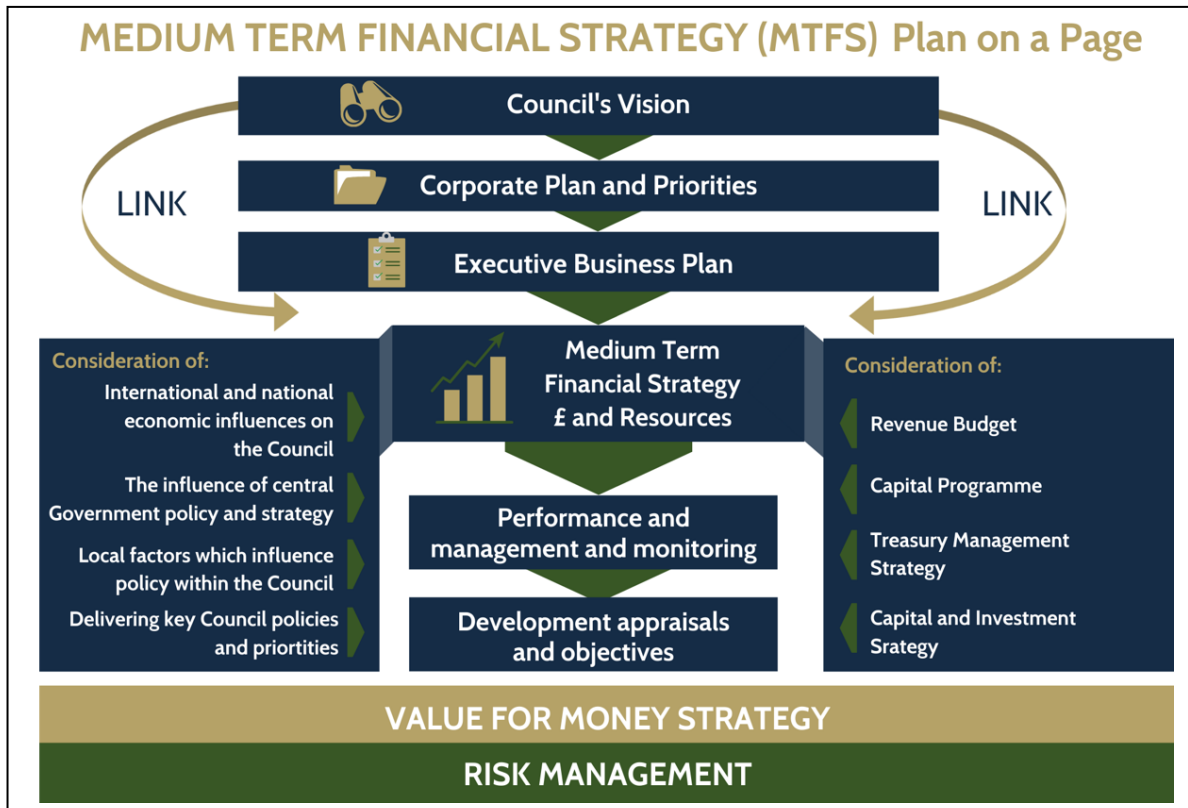 MEDIUM TERM FINANCIAL STRATEGY (MTFS) Plan on a Page
Council's Vision
LINK
Corporate Plan and Priorities
LINK
Executive Business Plan
Medium Term
Financial Strategy
£ and Resources
Consideration of:
International and national
economic influences on
the Council
The influence of central
Government policy and strategy
Local factors which influence
policy within the Council
Delivering key Council policies
and priortities
Performance and
management and monitoring
Development appraisals
and objectives
Consideration of:
Revenue Budget
Capital Programme
Treasury Management
Strategy
Capital and Investment
Srategy
VALUE FOR MONEY STRATEGY
RISK MANAGEMENT